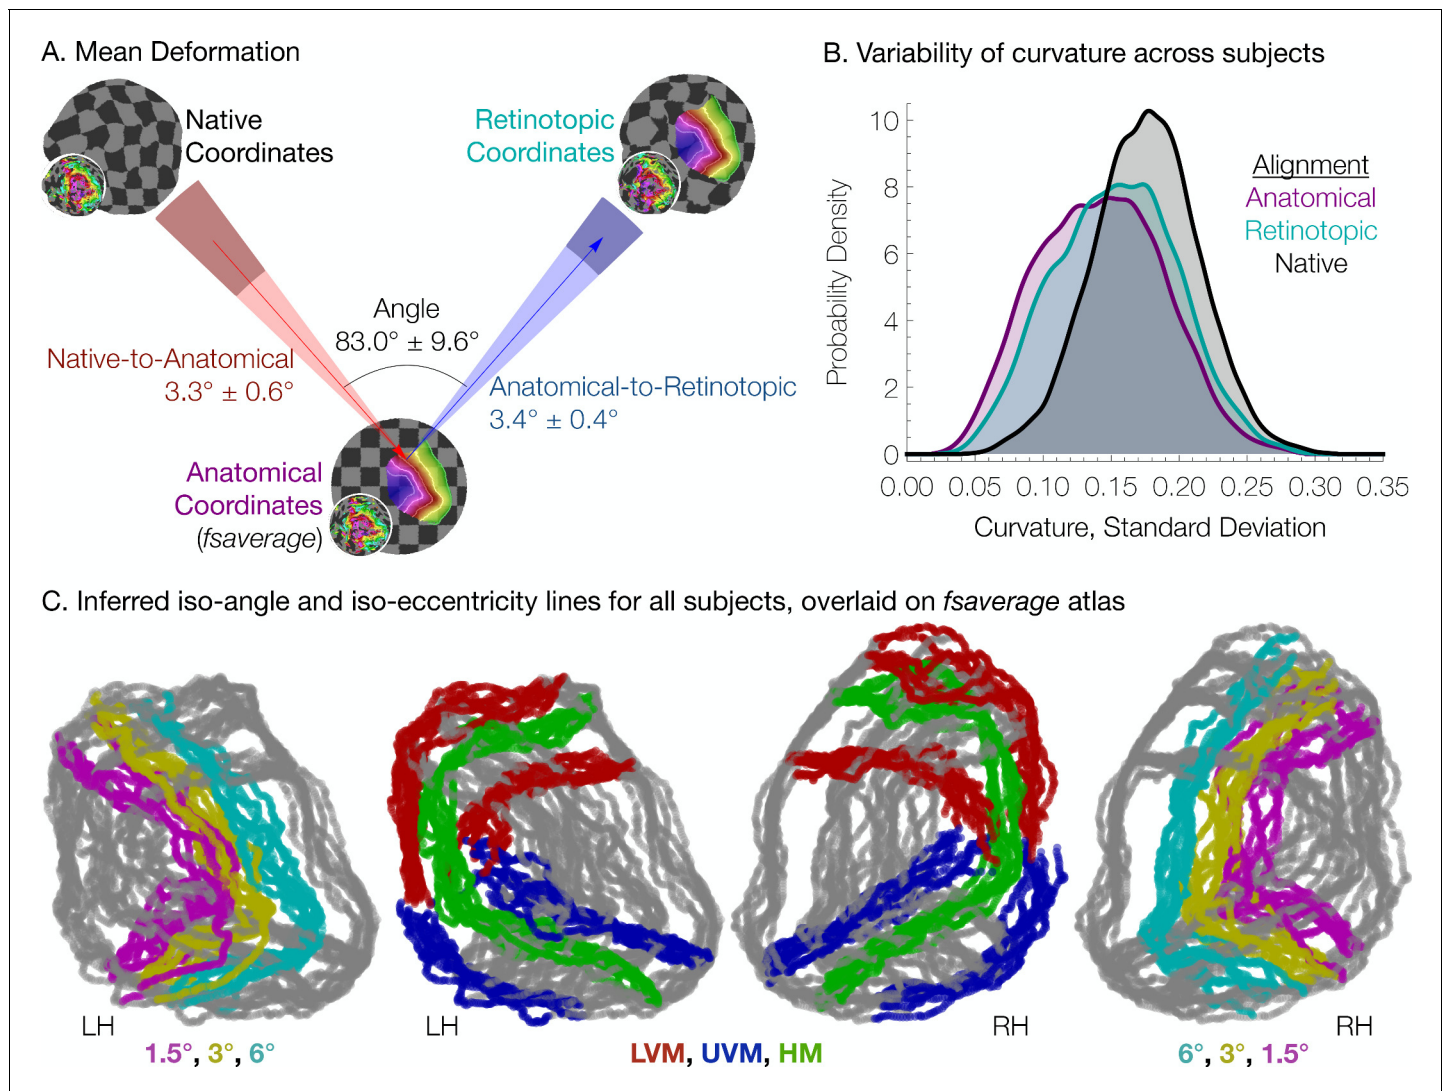 A. Mean Deformation
Native
Coordinates
Retinotopic
Coordinates
Angle
83.0° ± 9.6°
Native-to-Anatomical
3.3° ± 0.6°
Anatomical-to-Retinotopic
3.4° ± 0.4°
Anatomical
Coordinates
(fsaverage)
B. Variability of curvature across subjects
Probability Density
10
8
6
4
2
0
0.00 0.05 0.10 0.15 0.20 0.25 0.30 0.35
Curvature, Standard Deviation
Alignment
Anatomical
Retinotopic
Native
C. Inferred iso-angle and iso-eccentricity lines for all subjects, overlaid on fsaverage atlas
LH LH RH RH
1.5°, 3°, 6° LVM, UVM, HM 6°, 3°, 1.5°